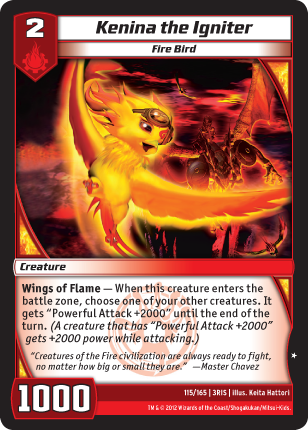 2
Kenina the Igniter
Fire Bird
Creature
Wings of Flame — When this creature enters the
battle zone, choose one of your other creatures. It
gets "Powerful Attack +2000" until the end of the
turn. (A creature that has "Powerful Attack +2000"
gets +2000 power while attacking.)
"Creatures of the Fire civilization are always ready to fight,
no matter how big or small they are." —Master Chavez
1000
115/165 | 3RIS | illus. Keita Hattori
TM & © 2012 Wizards of the Coast/Shogakukan/Mitsui-Kids.